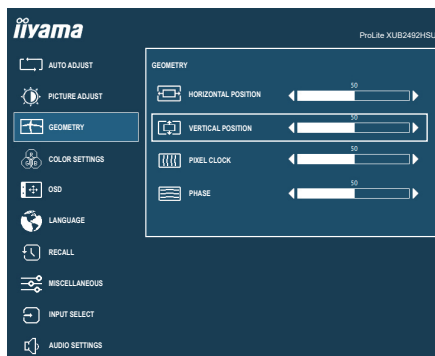 iiyama
ProLite XUB2492HSU
AUTO ADJUST
PICTURE ADJUST
GEOMETRY
COLOR SETTINGS
R
G B
OSD
LANGUAGE
RECALL
MISCELLANEOUS
INPUT SELECT
AUDIO SETTINGS
GEOMETRY
HORIZONTAL POSITION
50
VERTICAL POSITION
50
PIXEL CLOCK
50
PHASE
50